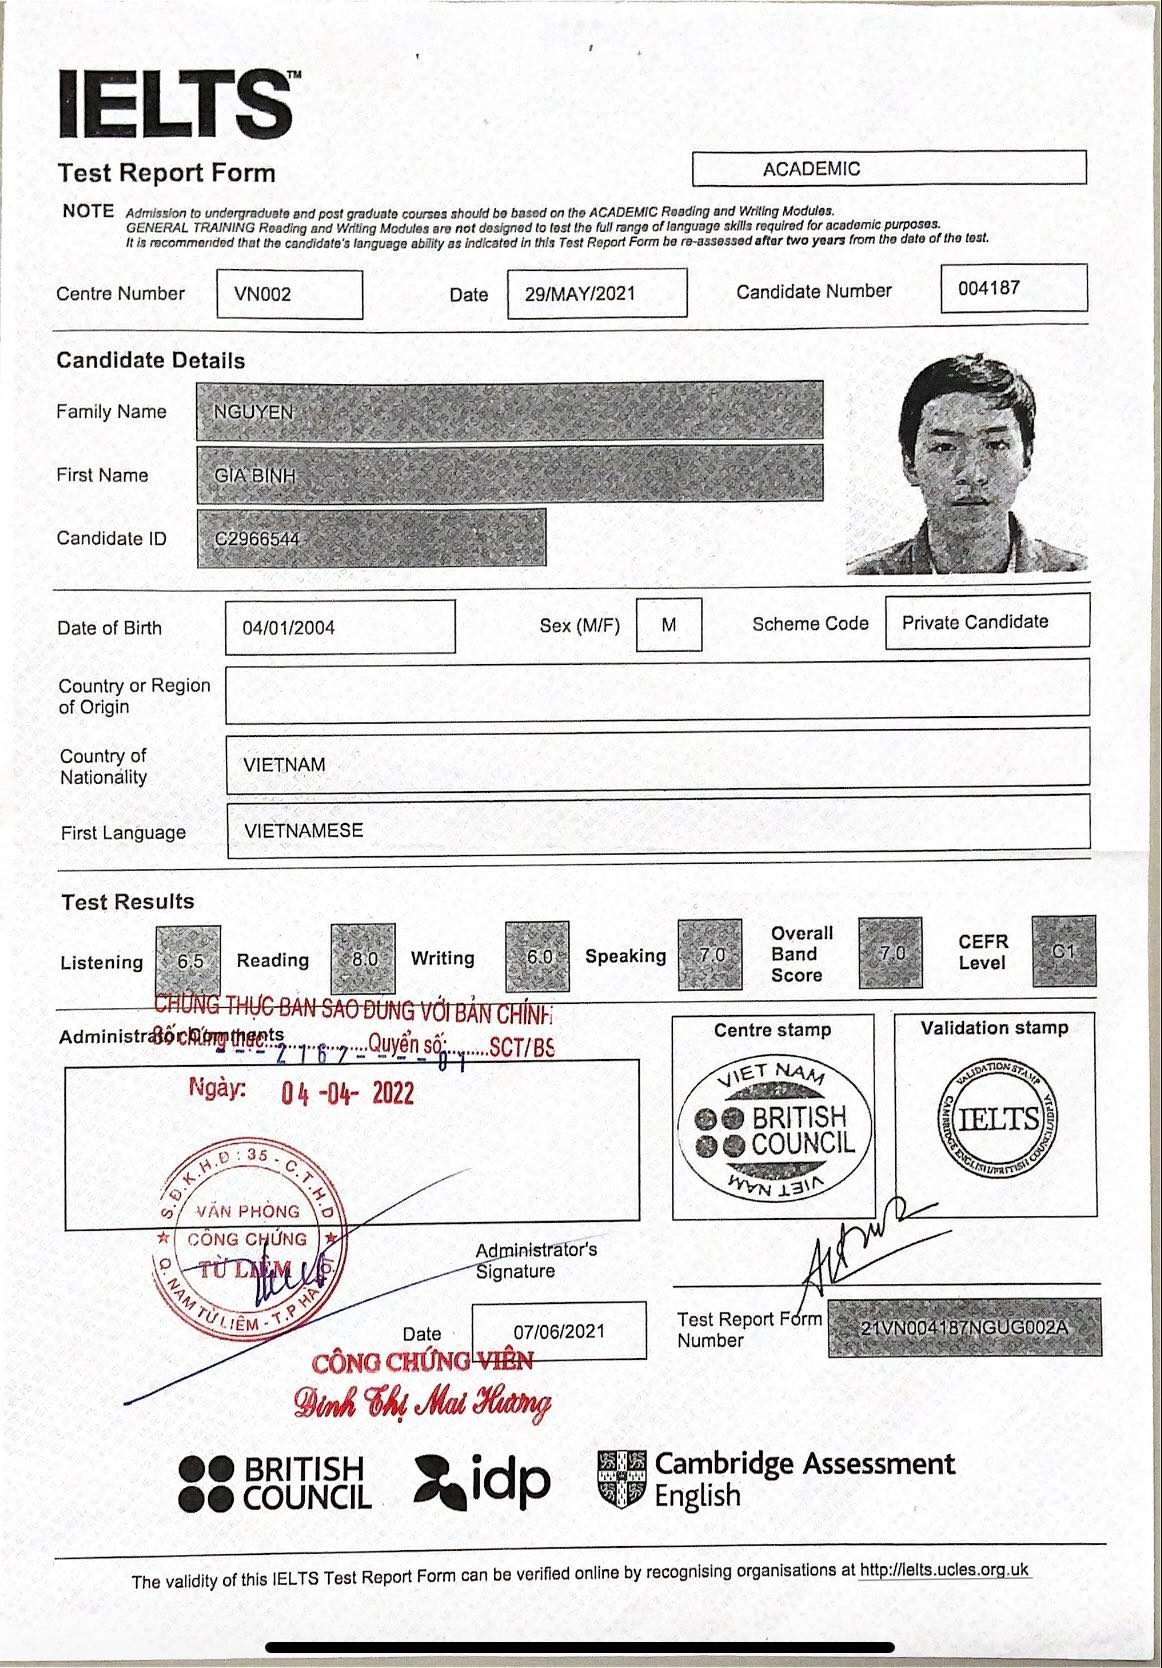 IELTS™
Test Report Form
ACADEMIC
NOTE Admission to undergraduate and post graduate courses should be based on the ACADEMIC Reading and Writing Modules.
GENERAL TRAINING Reading and Writing Modules are not designed to test the full range of language skills required for academic purposes.
It is recommended that the candidate's language ability as indicated in this Test Report Form be re-assessed after two years from the date of the test.
Centre Number VN002 Date 29/MAY/2021 Candidate Number 004187
Candidate Details
Family Name NGUYEN
First Name GIA BINH
Candidate ID C2966544
Date of Birth 04/01/2004 Sex (M/F) M Scheme Code Private Candidate
Country or Region
of Origin
Country of
Nationality VIETNAM
First Language VIETNAMESE
Test Results
Listening 6.5 Reading 8.0 Writing 6.0 Speaking 7.0 Overall Band Score 7.0 CEFR Level C1
CHỨNG THỰC BẢN SAO ĐÚNG VỚI BẢN CHÍNH
Administrator Comments
Số chứng thực: 2167 Quyển số: 01 SCT/BS
Ngày: 04-04-2022
Centre stamp
VIET NAM
BRITISH
COUNCIL
VIET NAM
Validation stamp
VALIDATION STAMP
IELTS
S.Đ.K.H.Đ: 35 - C.T.H.D
VĂN PHÒNG
CÔNG CHỨNG
TỪ LIÊM
Q. NAM TỪ LIÊM - T.P HÀ NỘI
Administrator's
Signature
Date 07/06/2021
Test Report Form
Number 21VN004187NGUG002A
CÔNG CHỨNG VIÊN
Đinh Thị Mai Hương
BRITISH
COUNCIL
idp
Cambridge Assessment
English
The validity of this IELTS Test Report Form can be verified online by recognising organisations at http://ielts.ucles.org.uk